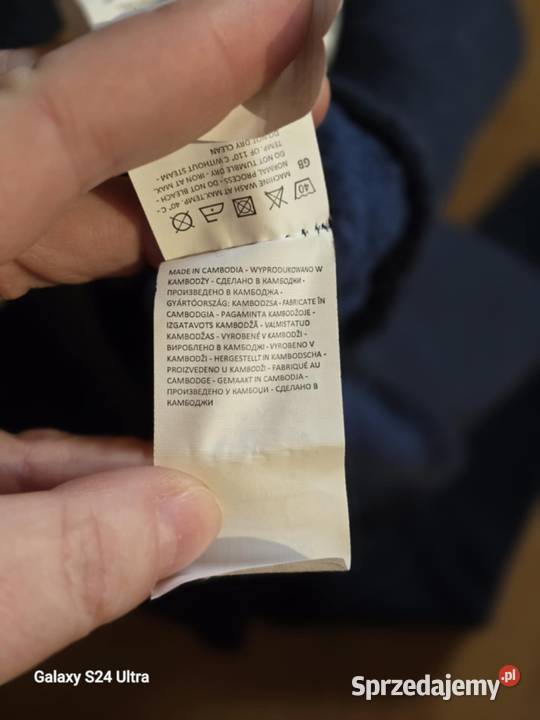 DO NOT DRY CLEAN
TEMP. OF 110°C WITHOUT STEAM -
DO NOT TUMBLE DRY - IRON AT MAX.
NORMAL PROCESS - DO NOT BLEACH -
MACHINE WASH AT MAX.TEMP. 40°C -
GB
40
MADE IN CAMBODIA - WYPRODUKOWANO W
KAMBODŻY - СДЕЛАНО В КАМБОДЖИ -
ПРОИЗВЕДЕНО В КАМБОДЖА -
GYÁRTÓORSZÁG: KAMBODZSA - FABRICATE ÎN
CAMBODGIA - PAGAMINTA KAMBODŽOJE -
IZGATAVOTS KAMBODŽĀ - VALMISTATUD
KAMBODŽAS - VYROBENÉ V KAMBODŽI -
ВИРОБЛЕНО В КАМБОДЖІ - VYROBENO V
KAMBODŽI - HERGESTELLT IN KAMBODSCHA -
PROIZVEDENO U KAMBODŽI - FABRIQUÉ AU
CAMBODGE - GEMAAKT IN CAMBODJA -
ПРОИЗВЕДЕНО У КАМБОЏИ - СДЕЛАНО В
КАМБОДЖИ
Galaxy S24 Ultra
Sprzedajemy.pl